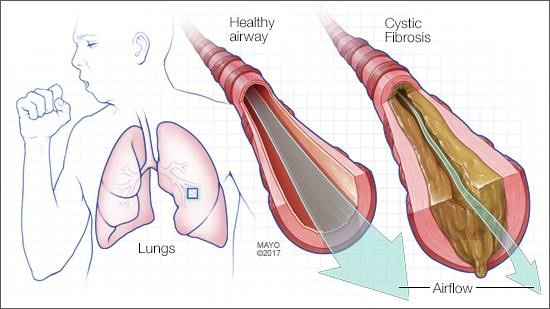 Healthy
airway
Cystic
Fibrosis
Lungs
MAYO
©2017
Airflow